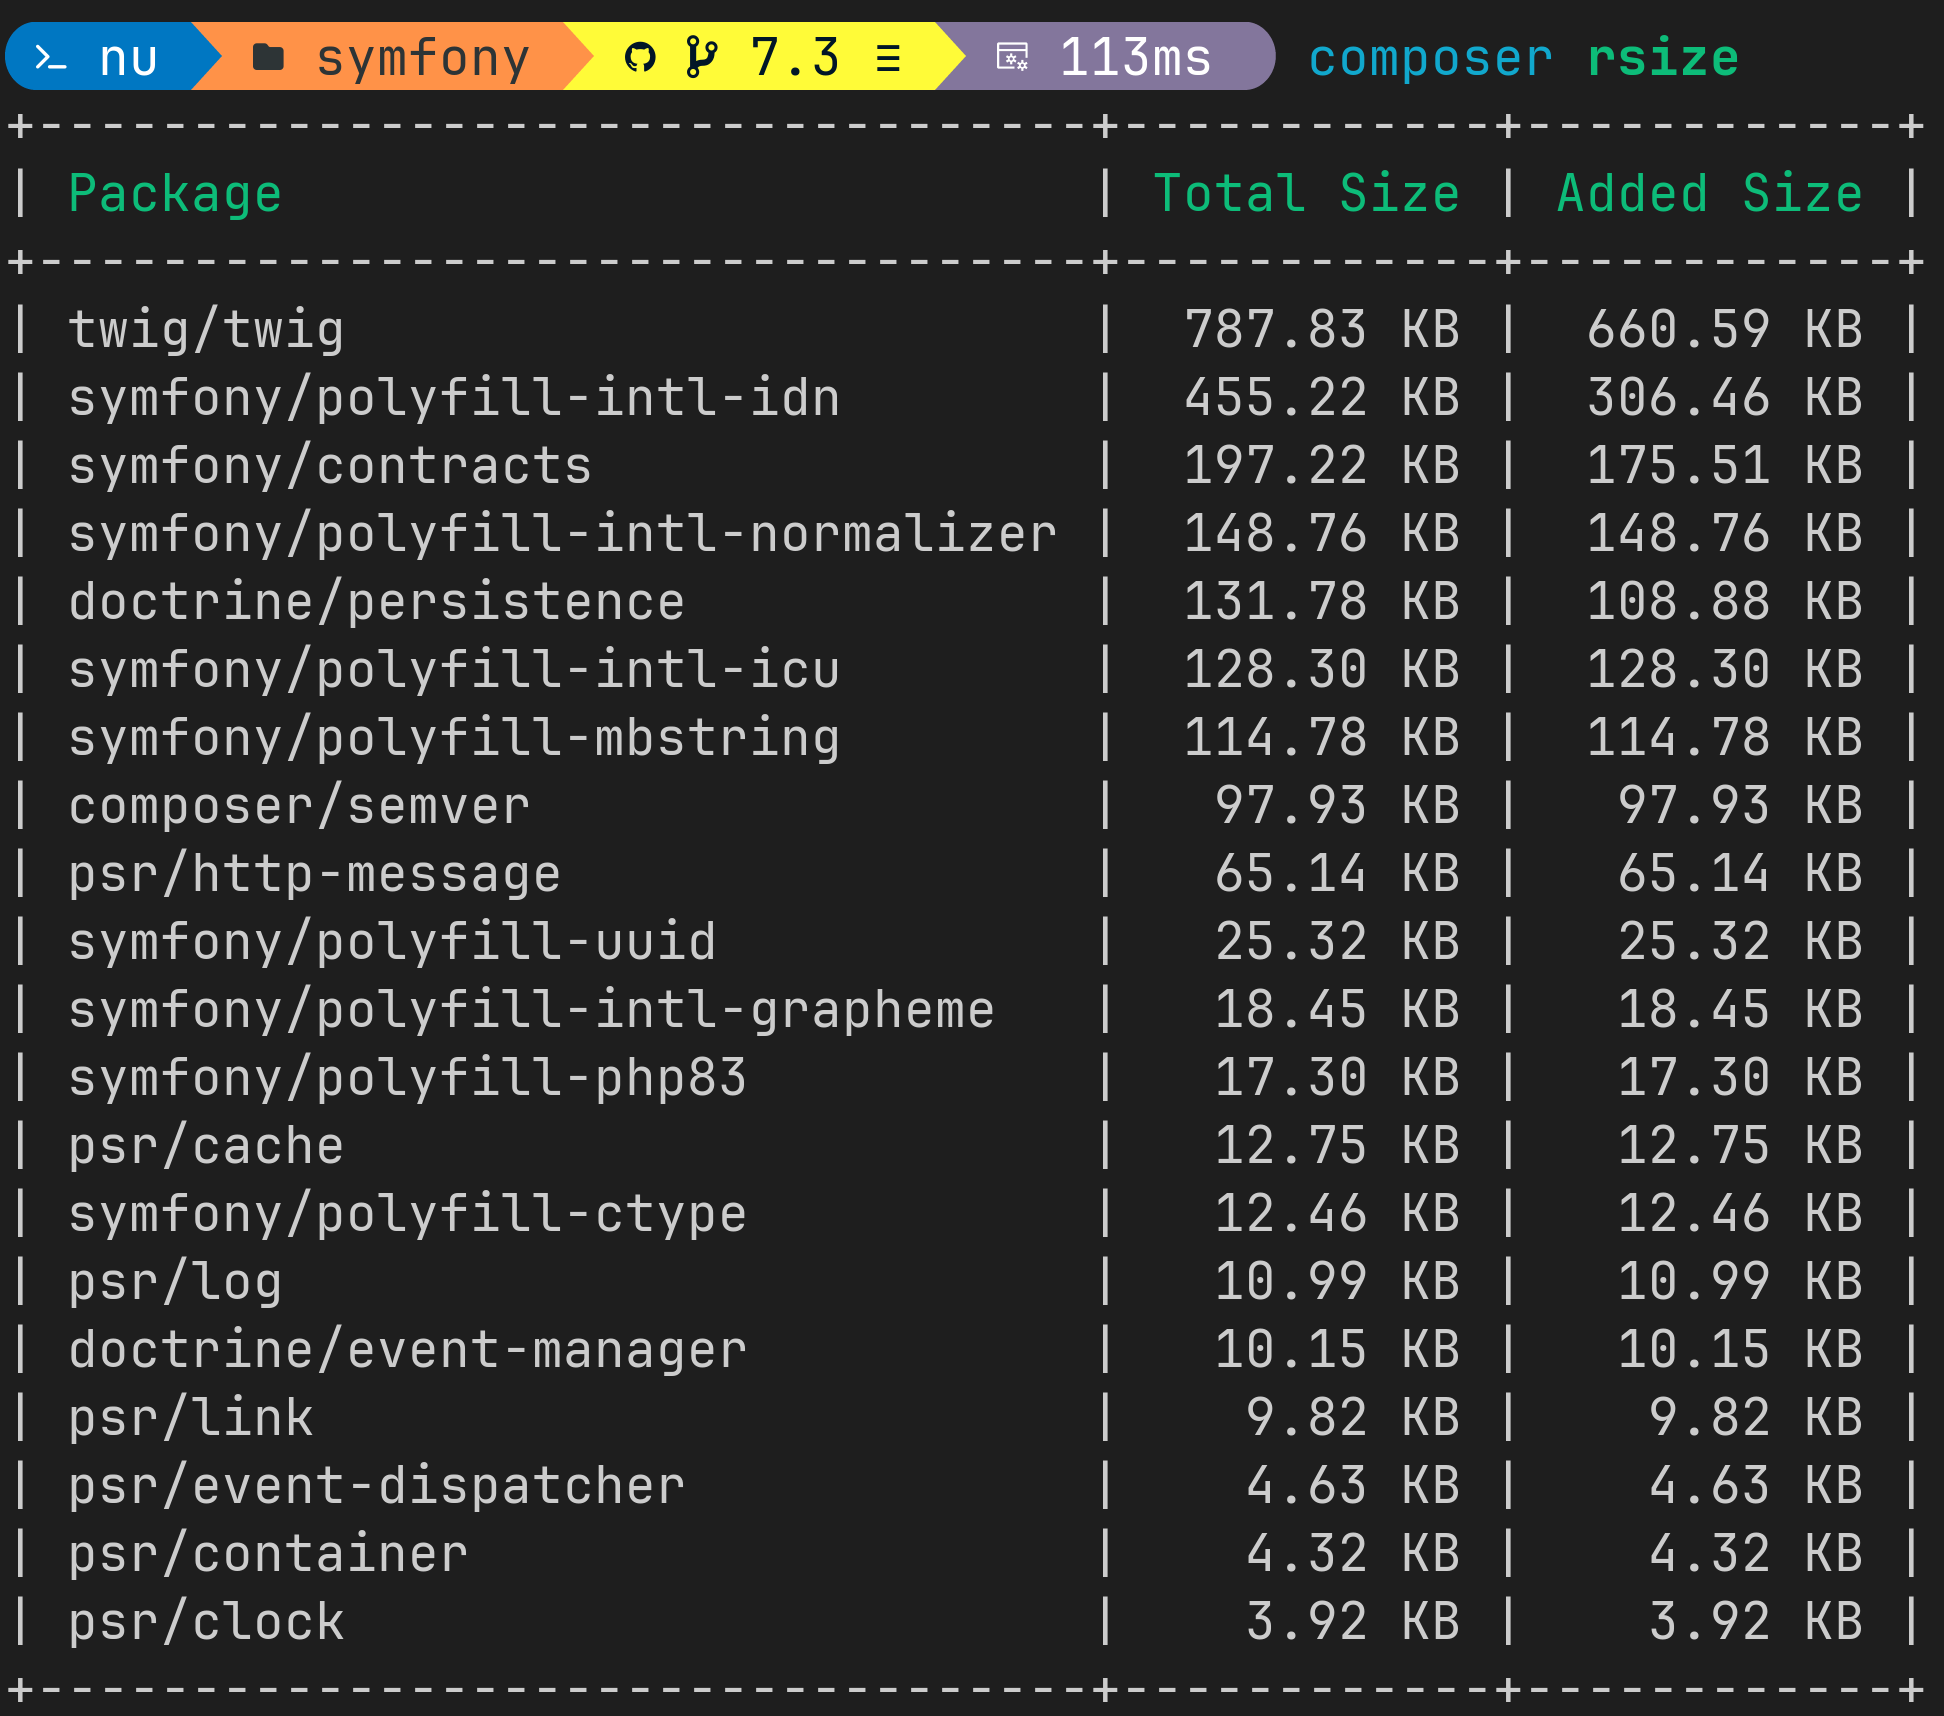 nu symfony 7.3 ≡ 113ms composer rsize
+-----------------------------------+------------+------------+
| Package                           | Total Size | Added Size |
+-----------------------------------+------------+------------+
| twig/twig                         |  787.83 KB |  660.59 KB |
| symfony/polyfill-intl-idn         |  455.22 KB |  306.46 KB |
| symfony/contracts                 |  197.22 KB |  175.51 KB |
| symfony/polyfill-intl-normalizer  |  148.76 KB |  148.76 KB |
| doctrine/persistence              |  131.78 KB |  108.88 KB |
| symfony/polyfill-intl-icu         |  128.30 KB |  128.30 KB |
| symfony/polyfill-mbstring         |  114.78 KB |  114.78 KB |
| composer/semver                   |   97.93 KB |   97.93 KB |
| psr/http-message                  |   65.14 KB |   65.14 KB |
| symfony/polyfill-uuid             |   25.32 KB |   25.32 KB |
| symfony/polyfill-intl-grapheme    |   18.45 KB |   18.45 KB |
| symfony/polyfill-php83            |   17.30 KB |   17.30 KB |
| psr/cache                         |   12.75 KB |   12.75 KB |
| symfony/polyfill-ctype            |   12.46 KB |   12.46 KB |
| psr/log                           |   10.99 KB |   10.99 KB |
| doctrine/event-manager            |   10.15 KB |   10.15 KB |
| psr/link                          |    9.82 KB |    9.82 KB |
| psr/event-dispatcher              |    4.63 KB |    4.63 KB |
| psr/container                     |    4.32 KB |    4.32 KB |
| psr/clock                         |    3.92 KB |    3.92 KB |
+-----------------------------------+------------+------------+